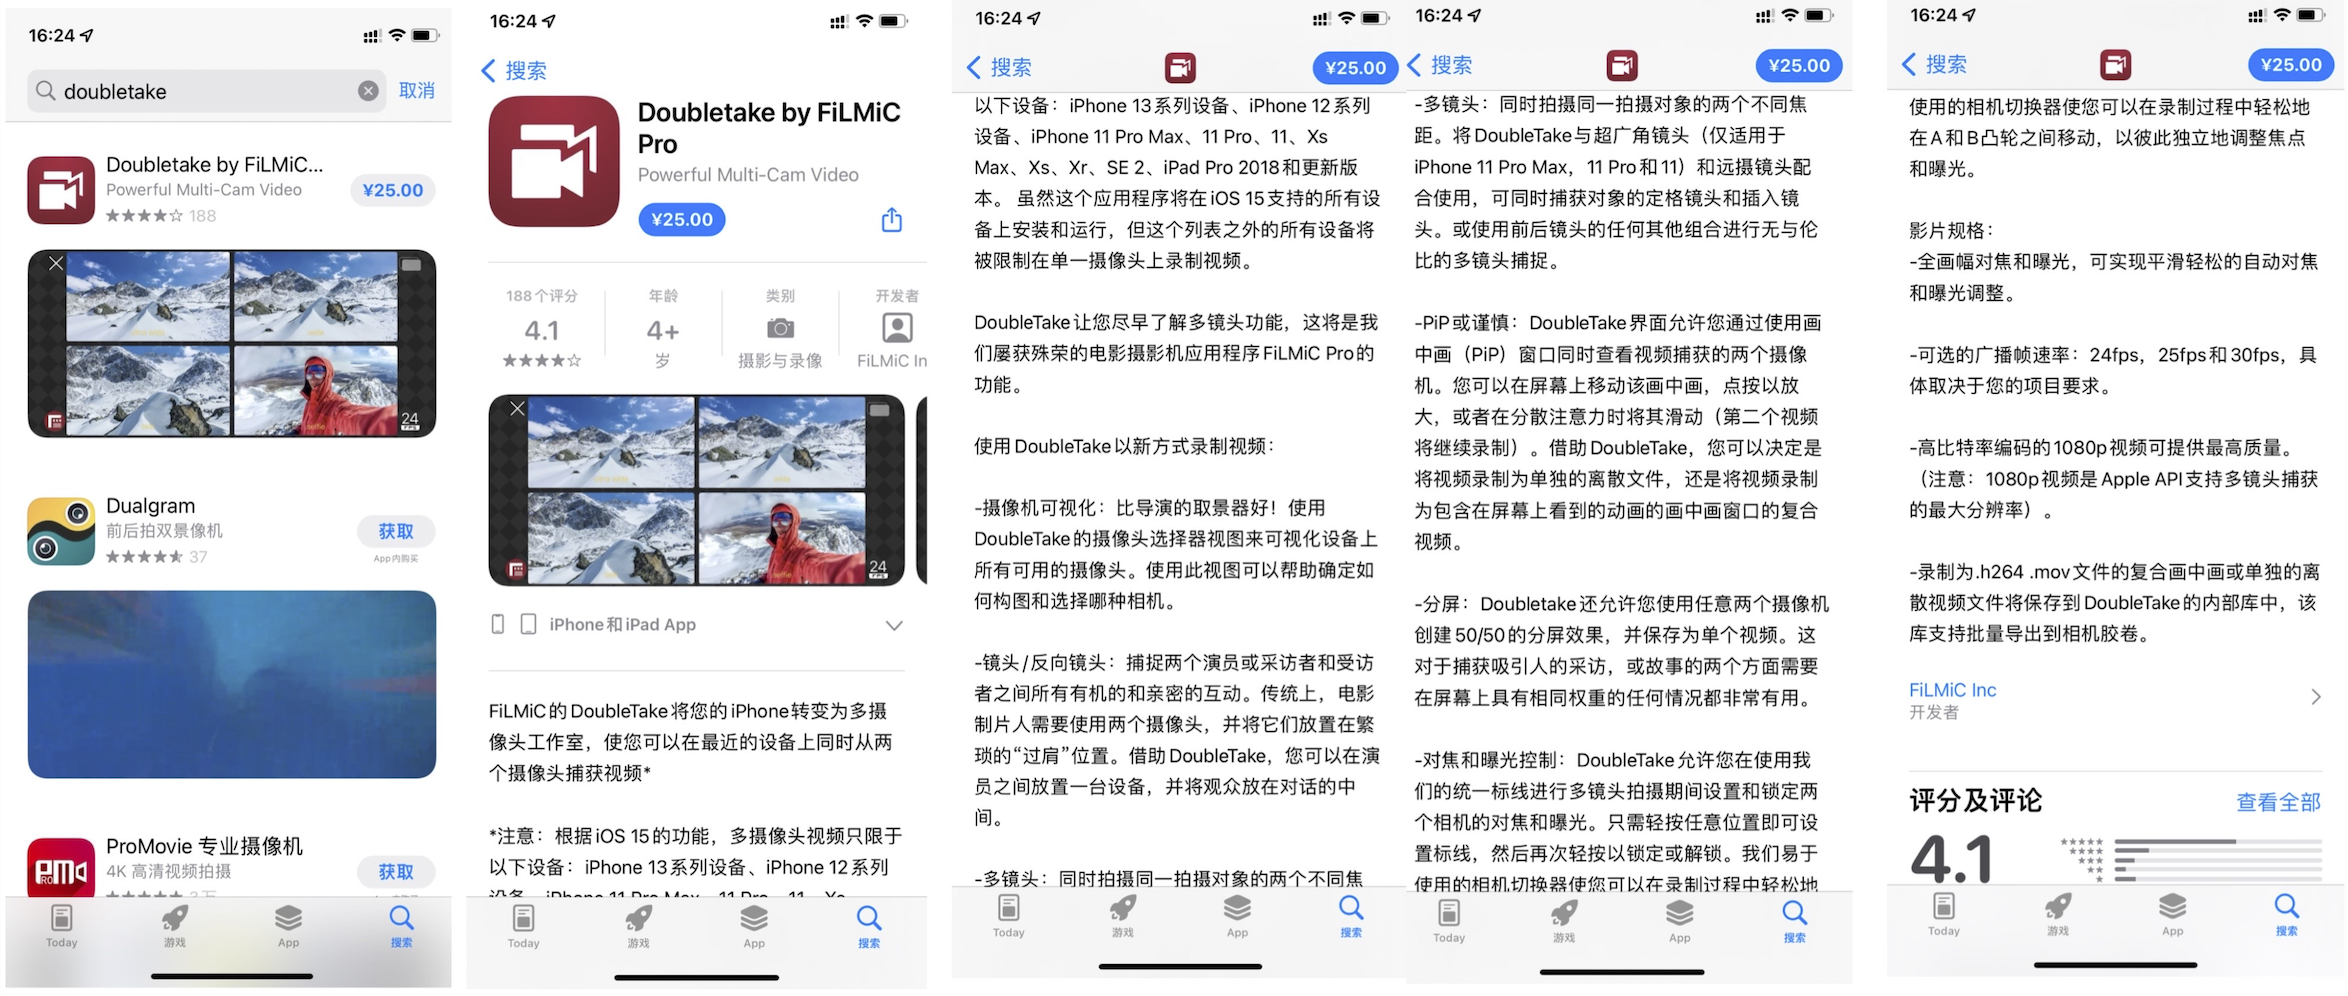 16:24
doubletake
取消
Doubletake by FiLMiC...
Powerful Multi-Cam Video
188
¥25.00
24
FPS
Dualgram
前后拍双景像机
37
获取
App内购买
ProMovie 专业摄像机
4K 高清视频拍摄
3万
获取
Today
游戏
App
搜索
16:24
搜索
Doubletake by FiLMiC
Pro
Powerful Multi-Cam Video
¥25.00
188个评分
4.1
年龄
4+
岁
类别
摄影与录像
开发者
FiLMiC In
24
FPS
iPhone和iPad App
FiLMiC的DoubleTake将您的iPhone转变为多摄
像头工作室，使您可以在最近的设备上同时从两
个摄像头捕获视频*
*注意：根据iOS 15的功能，多摄像头视频只限于
以下设备：iPhone 13系列设备、iPhone 12系列
设备、iPhone 11 Pro Max、11 Pro、11、Xs
Today
游戏
App
搜索
16:24
搜索
¥25.00
以下设备：iPhone 13系列设备、iPhone 12系列
设备、iPhone 11 Pro Max、11 Pro、11、Xs
Max、Xs、Xr、SE 2、iPad Pro 2018和更新版
本。 虽然这个应用程序将在iOS 15支持的所有设
备上安装和运行，但这个列表之外的所有设备将
被限制在单一摄像头上录制视频。
DoubleTake让您尽早了解多镜头功能，这将是我
们屡获殊荣的电影摄影机应用程序FiLMiC Pro的
功能。
使用DoubleTake以新方式录制视频：
-摄像机可视化：比导演的取景器好！使用
DoubleTake的摄像头选择器视图来可视化设备上
所有可用的摄像头。使用此视图可以帮助确定如
何构图和选择哪种相机。
-镜头/反向镜头：捕捉两个演员或采访者和受访
者之间所有有机的和亲密的互动。传统上，电影
制片人需要使用两个摄像头，并将它们放置在繁
琐的“过肩”位置。借助DoubleTake，您可以在演
员之间放置一台设备，并将观众放在对话的中
间。
-多镜头：同时拍摄同一拍摄对象的两个不同焦
Today
游戏
App
搜索
16:24
搜索
¥25.00
-多镜头：同时拍摄同一拍摄对象的两个不同焦
距。将DoubleTake与超广角镜头（仅适用于
iPhone 11 Pro Max，11 Pro和11）和远摄镜头配
合使用，可同时捕获对象的定格镜头和插入镜
头。或使用前后镜头的任何其他组合进行无与伦
比的多镜头捕捉。
-PiP或谨慎：DoubleTake界面允许您通过使用画
中画（PiP）窗口同时查看视频捕获的两个摄像
机。您可以在屏幕上移动该画中画，点按以放
大，或者在分散注意力时将其滑动（第二个视频
将继续录制）。借助DoubleTake，您可以决定是
将视频录制为单独的离散文件，还是将视频录制
为包含在屏幕上看到的动画的画中画窗口的复合
视频。
-分屏：Doubletake还允许您使用任意两个摄像机
创建50/50的分屏效果，并保存为单个视频。这
对于捕获吸引人的采访，或故事的两个方面需要
在屏幕上具有相同权重的任何情况都非常有用。
-对焦和曝光控制：DoubleTake允许您在使用我
们的统一标线进行多镜头拍摄期间设置和锁定两
个相机的对焦和曝光。只需轻按任意位置即可设
置标线，然后再次轻按以锁定或解锁。我们易于
使用的相机切换器使您可以在录制过程中轻松地
Today
游戏
App
搜索
16:24
搜索
¥25.00
使用的相机切换器使您可以在录制过程中轻松地
在A和B凸轮之间移动，以彼此独立地调整焦点
和曝光。
影片规格：
-全画幅对焦和曝光，可实现平滑轻松的自动对焦
和曝光调整。
-可选的广播帧速率：24fps，25fps和30fps，具
体取决于您的项目要求。
-高比特率编码的1080p视频可提供最高质量。
（注意：1080p视频是Apple API支持多镜头捕获
的最大分辨率）。
-录制为.h264 .mov文件的复合画中画或单独的离
散视频文件将保存到DoubleTake的内部库中，该
库支持批量导出到相机胶卷。
FiLMiC Inc
开发者
评分及评论
查看全部
4.1
Today
游戏
App
搜索